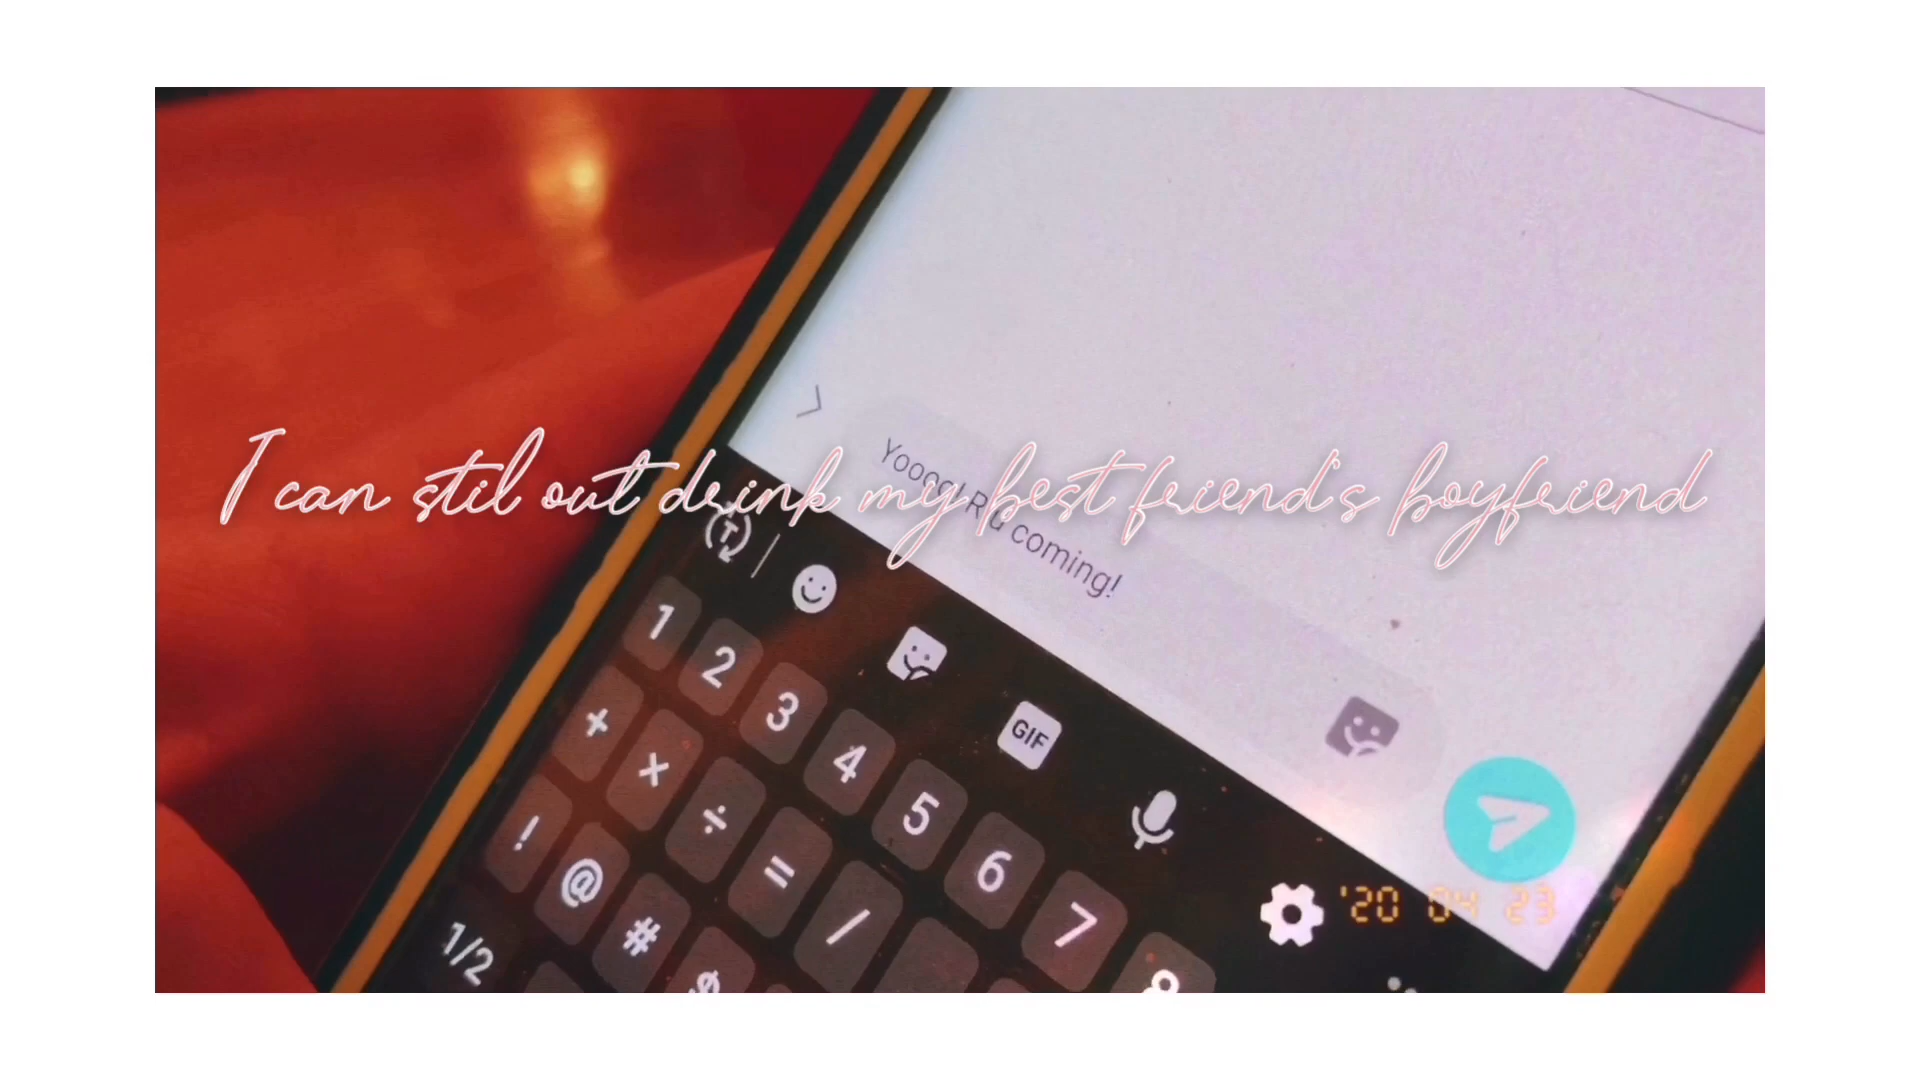 I can stil out drink my best friend's boyfriend
Yoooo! R u coming!
T
1 2 3 4 5 6 7 8
+ × ÷ = /
! @ # $
1/2
GIF
'20 04 23